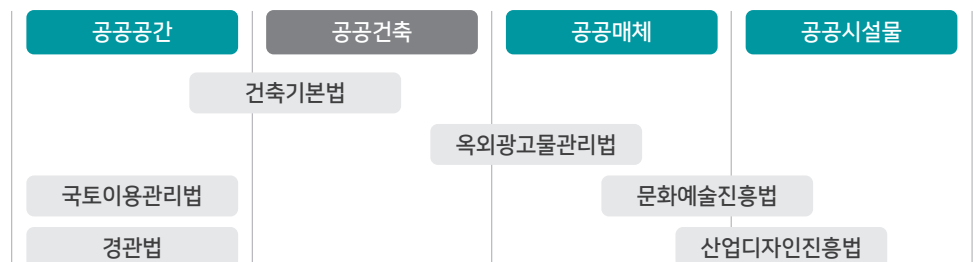 공공공간 공공건축 공공매체 공공시설물
건축기본법
옥외광고물관리법
국토이용관리법 문화예술진흥법
경관법 산업디자인진흥법